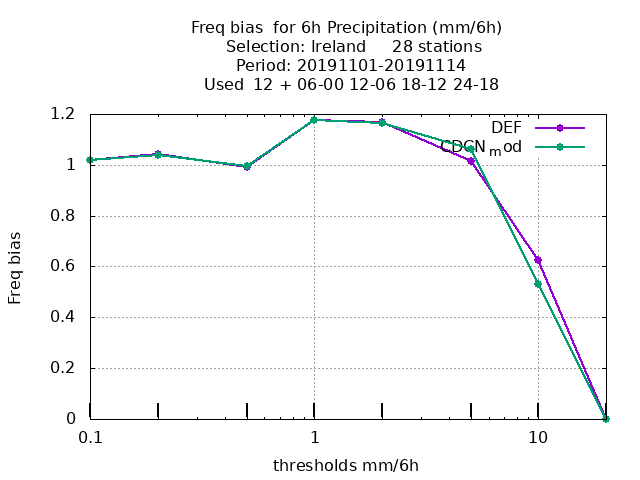 Freq bias  for 6h Precipitation (mm/6h)
Selection: Ireland     28 stations
Period: 20191101-20191114
Used  12 + 06-00 12-06 18-12 24-18
1.2
1
0.8
0.6
0.4
0.2
0
Freq bias
DEF
CDCN_mod
0.1
1
10
thresholds mm/6h